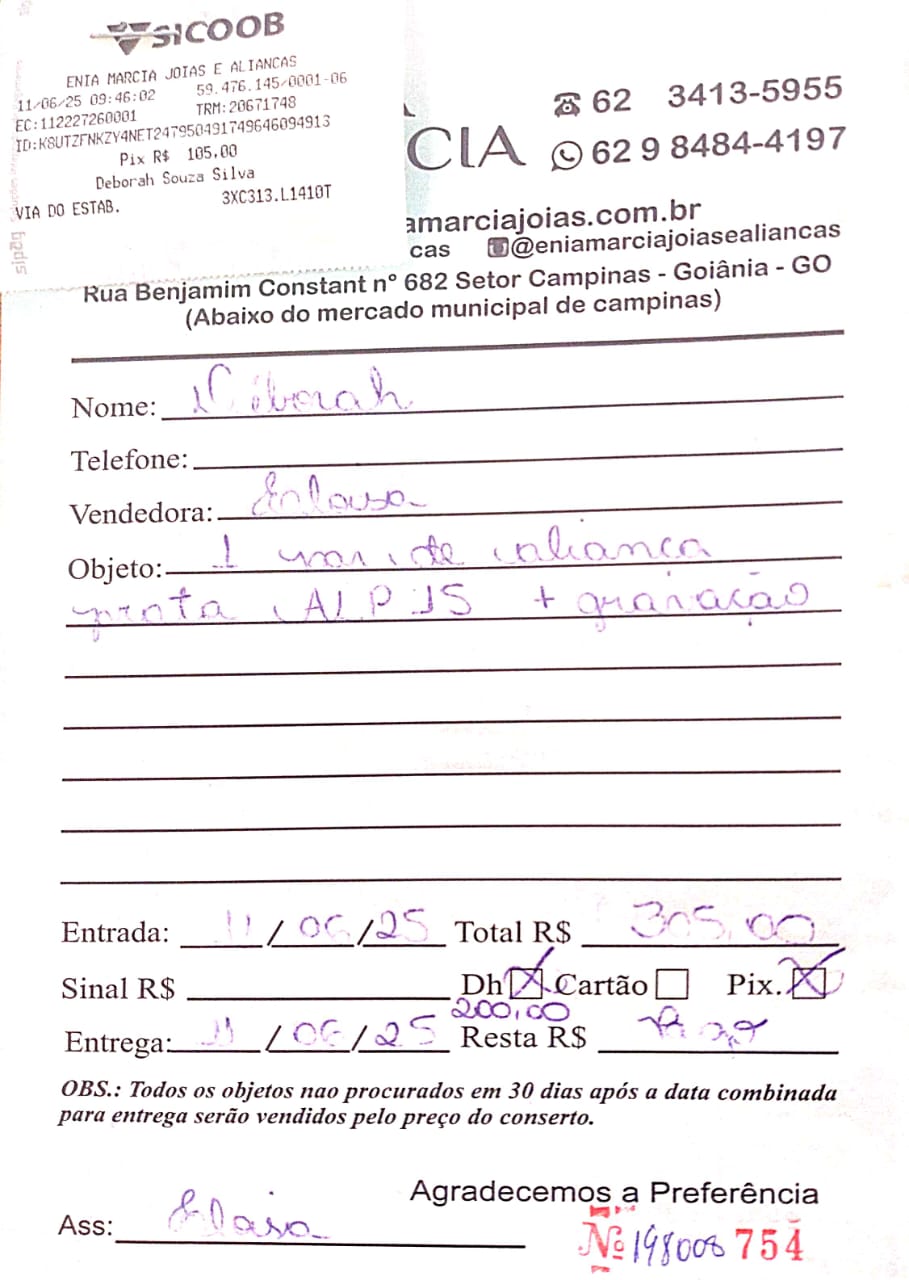 SICOOB
ENIA MARCIA JOIAS E ALIANCAS
11/06/25 09:46:02 59.476.145/0001-06
EC:112227260001 TRM:20671748
ID:K8UTZFNKZY4NET247950491749646094913
Pix R$ 105.00
Deborah Souza Silva
VIA DO ESTAB. 3XC313.L1410T
sipag
62 3413-5955
CIA 62 9 8484-4197
amarciajoias.com.br
cas @eniamarciajoiasealiancas
Rua Benjamim Constant nº 682 Setor Campinas - Goiânia - GO
(Abaixo do mercado municipal de campinas)
Nome: Déborah
Telefone:
Vendedora:
Objeto: 1 par de aliança
prata + gravação
Entrada: 11/06/25 Total R$ 305,00
Sinal R$ Dh X Cartão Pix. X
200,00
Entrega: 11/06/25 Resta R$
OBS.: Todos os objetos nao procurados em 30 dias após a data combinada
para entrega serão vendidos pelo preço do conserto.
Agradecemos a Preferência
Ass:
Nº 198008 754